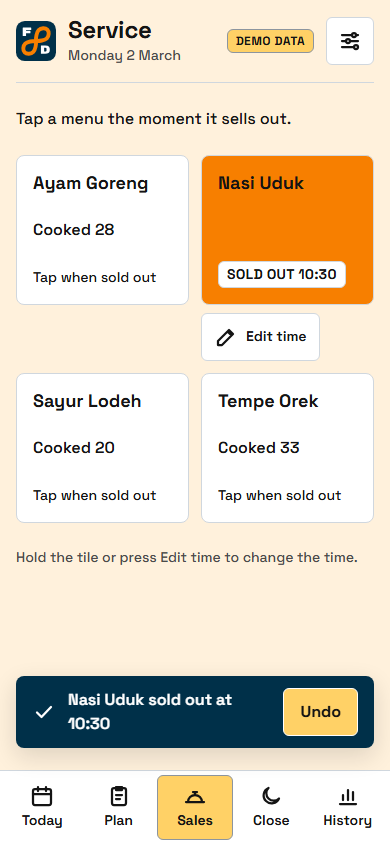 F
D
Service
Monday 2 March
DEMO DATA
Tap a menu the moment it sells out.
Ayam Goreng
Cooked 28
Tap when sold out
Nasi Uduk
SOLD OUT 10:30
Edit time
Sayur Lodeh
Cooked 20
Tap when sold out
Tempe Orek
Cooked 33
Tap when sold out
Hold the tile or press Edit time to change the time.
Nasi Uduk sold out at
10:30
Undo
Today
Plan
Sales
Close
History